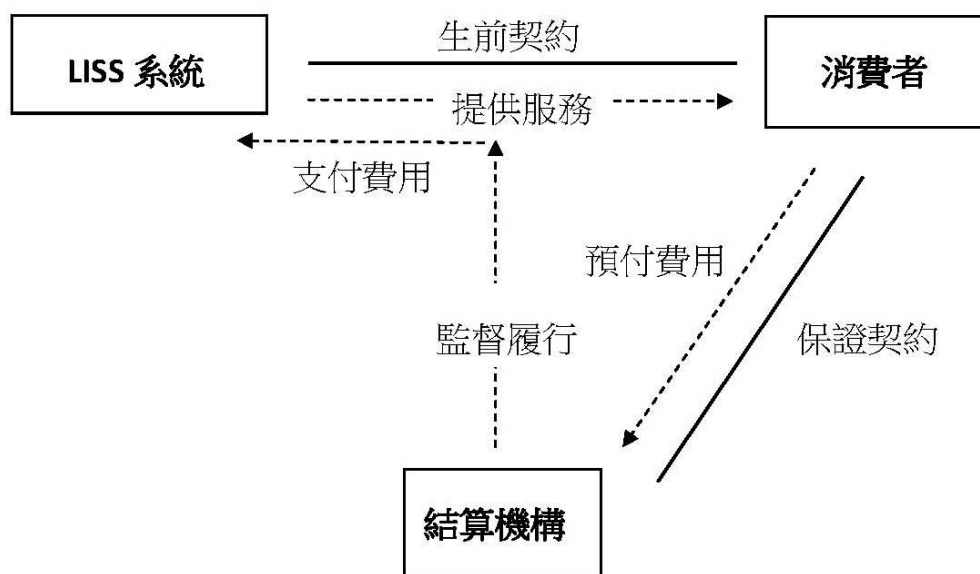 生前契約
LISS 系統
消費者
提供服務
支付費用
預付費用
監督履行
保證契約
結算機構